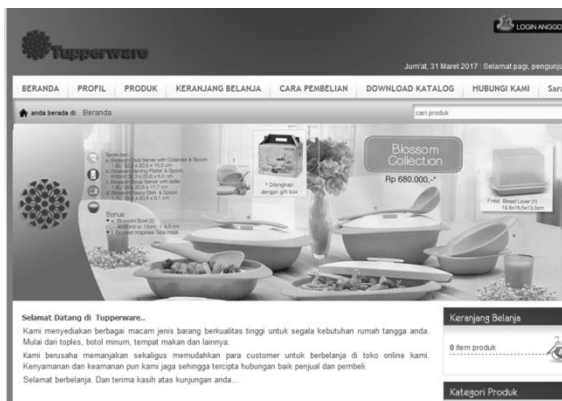 LOGIN ANGGO
Tupperware
Jum'at, 31 Maret 2017 : Selamat pagi, pengunju
BERANDA PROFIL PRODUK KERANJANG BELANJA CARA PEMBELIAN DOWNLOAD KATALOG HUBUNGI KAMI Sara
anda berada di: Beranda
cari produk
Blossom
Collection
Rp 680.000,-*
* Dilengkapi
dengan gift box
Bonus
Selamat Datang di Tupperware..
Kami menyediakan berbagai macam jenis barang berkualitas tinggi untuk segala kebutuhan rumah tangga anda.
Mulai dari toples, botol minum, tempat makan dan lainnya.
Kami berusaha memanjakan sekaligus memudahkan para customer untuk berbelanja di toko online kami.
Kenyamanan dan keamanan pun kami jaga sehingga tercipta hubungan baik penjual dan pembeli.
Selamat berbelanja. Dan terima kasih atas kunjungan anda...
Keranjang Belanja
0 item produk
Kategori Produk